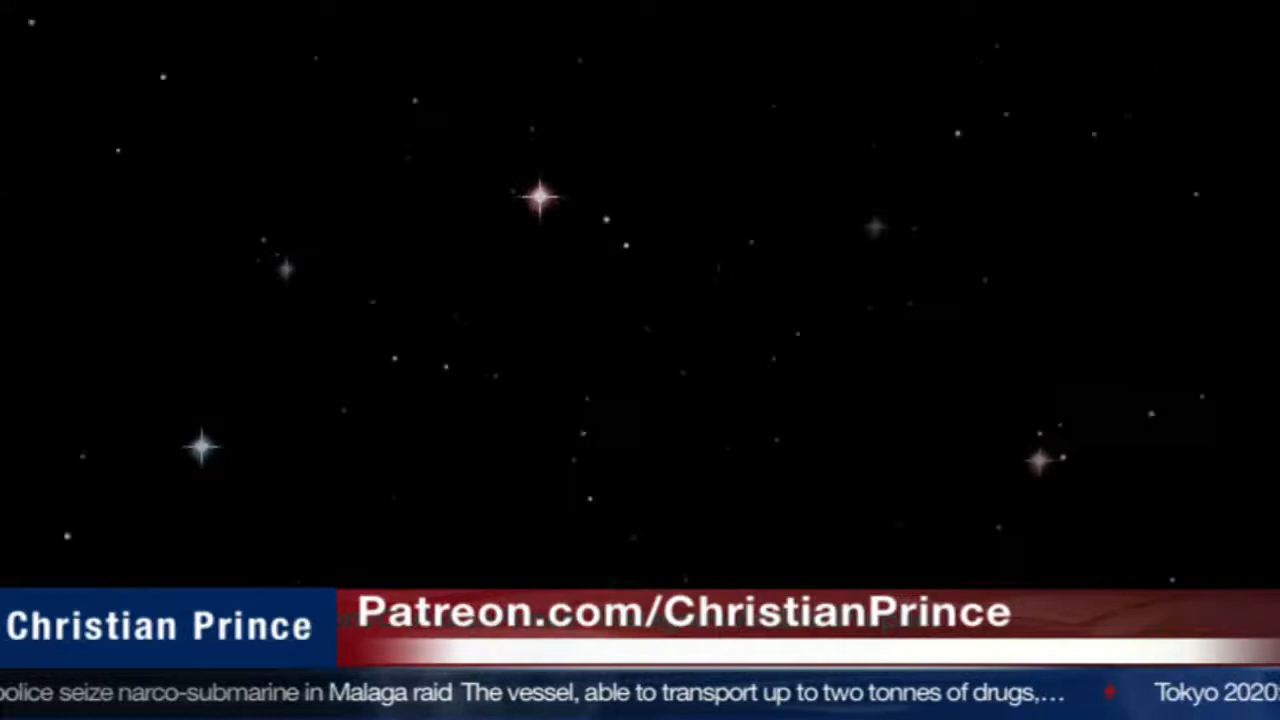 Christian Prince
Patreon.com/ChristianPrince
police seize narco-submarine in Malaga raid The vessel, able to transport up to two tonnes of drugs,… Tokyo 2020